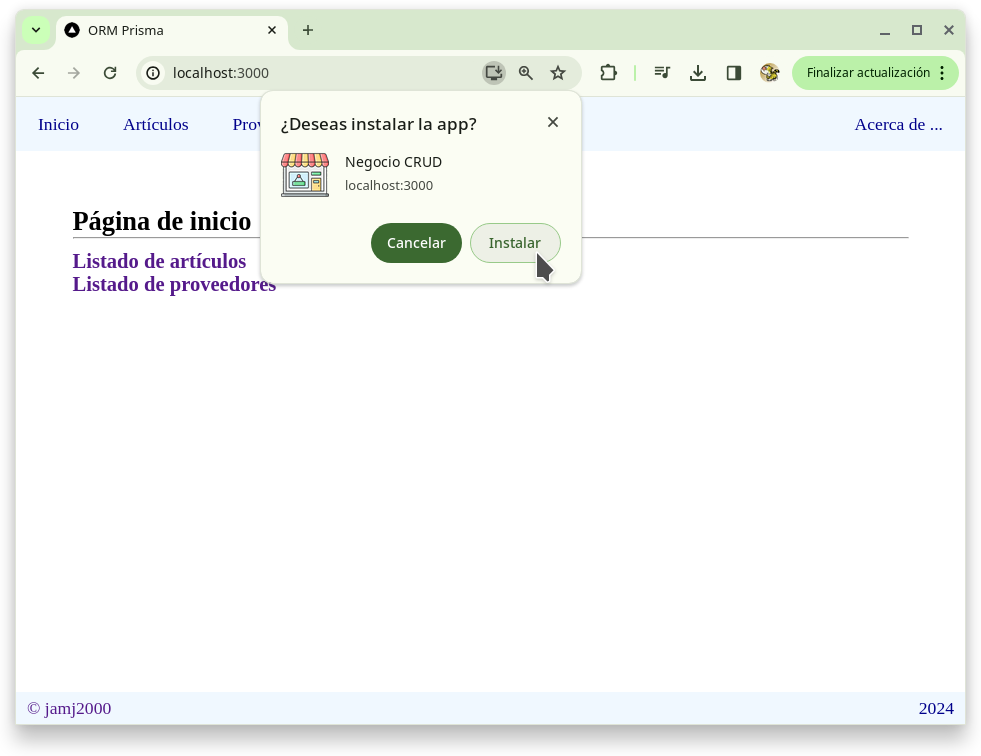 ORM Prisma
localhost:3000
Finalizar actualización
Inicio Artículos Acerca de ...
¿Deseas instalar la app?
Negocio CRUD
localhost:3000
Cancelar Instalar
Página de inicio
Listado de artículos
Listado de proveedores
© jamj2000 2024